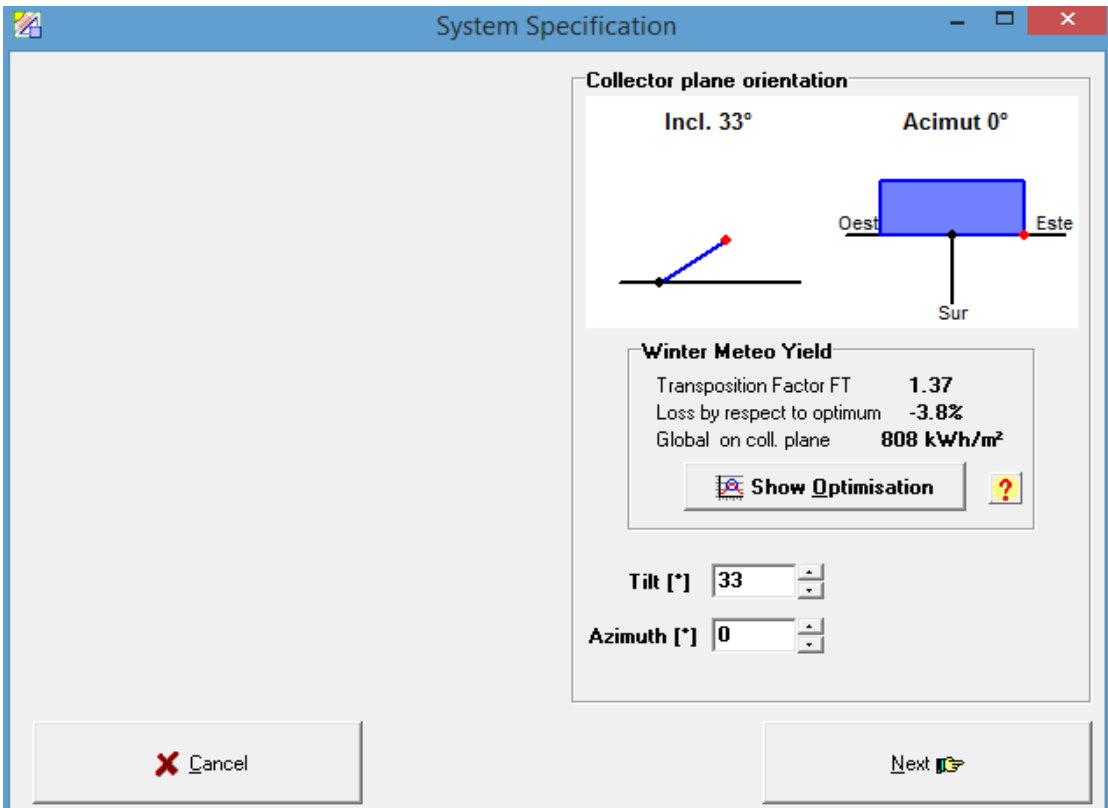 System Specification
Collector plane orientation
Incl. 33° Acimut 0°
Oest Este
Sur
Winter Meteo Yield
Transposition Factor FT 1.37
Loss by respect to optimum -3.8%
Global on coll. plane 808 kWh/m²
Show Optimisation ?
Tilt [°] 33
Azimuth [°] 0
Cancel Next